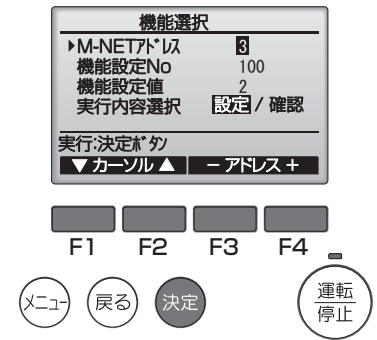 機能選択
▶M-NETｱﾄﾞﾚｽ 3
機能設定No 100
機能設定値 2
実行内容選択 設定 / 確認
実行:決定ﾎﾞﾀﾝ
▼ カーソル ▲ － アドレス ＋
F1 F2 F3 F4
メニュー 戻る 決定 運転
停止